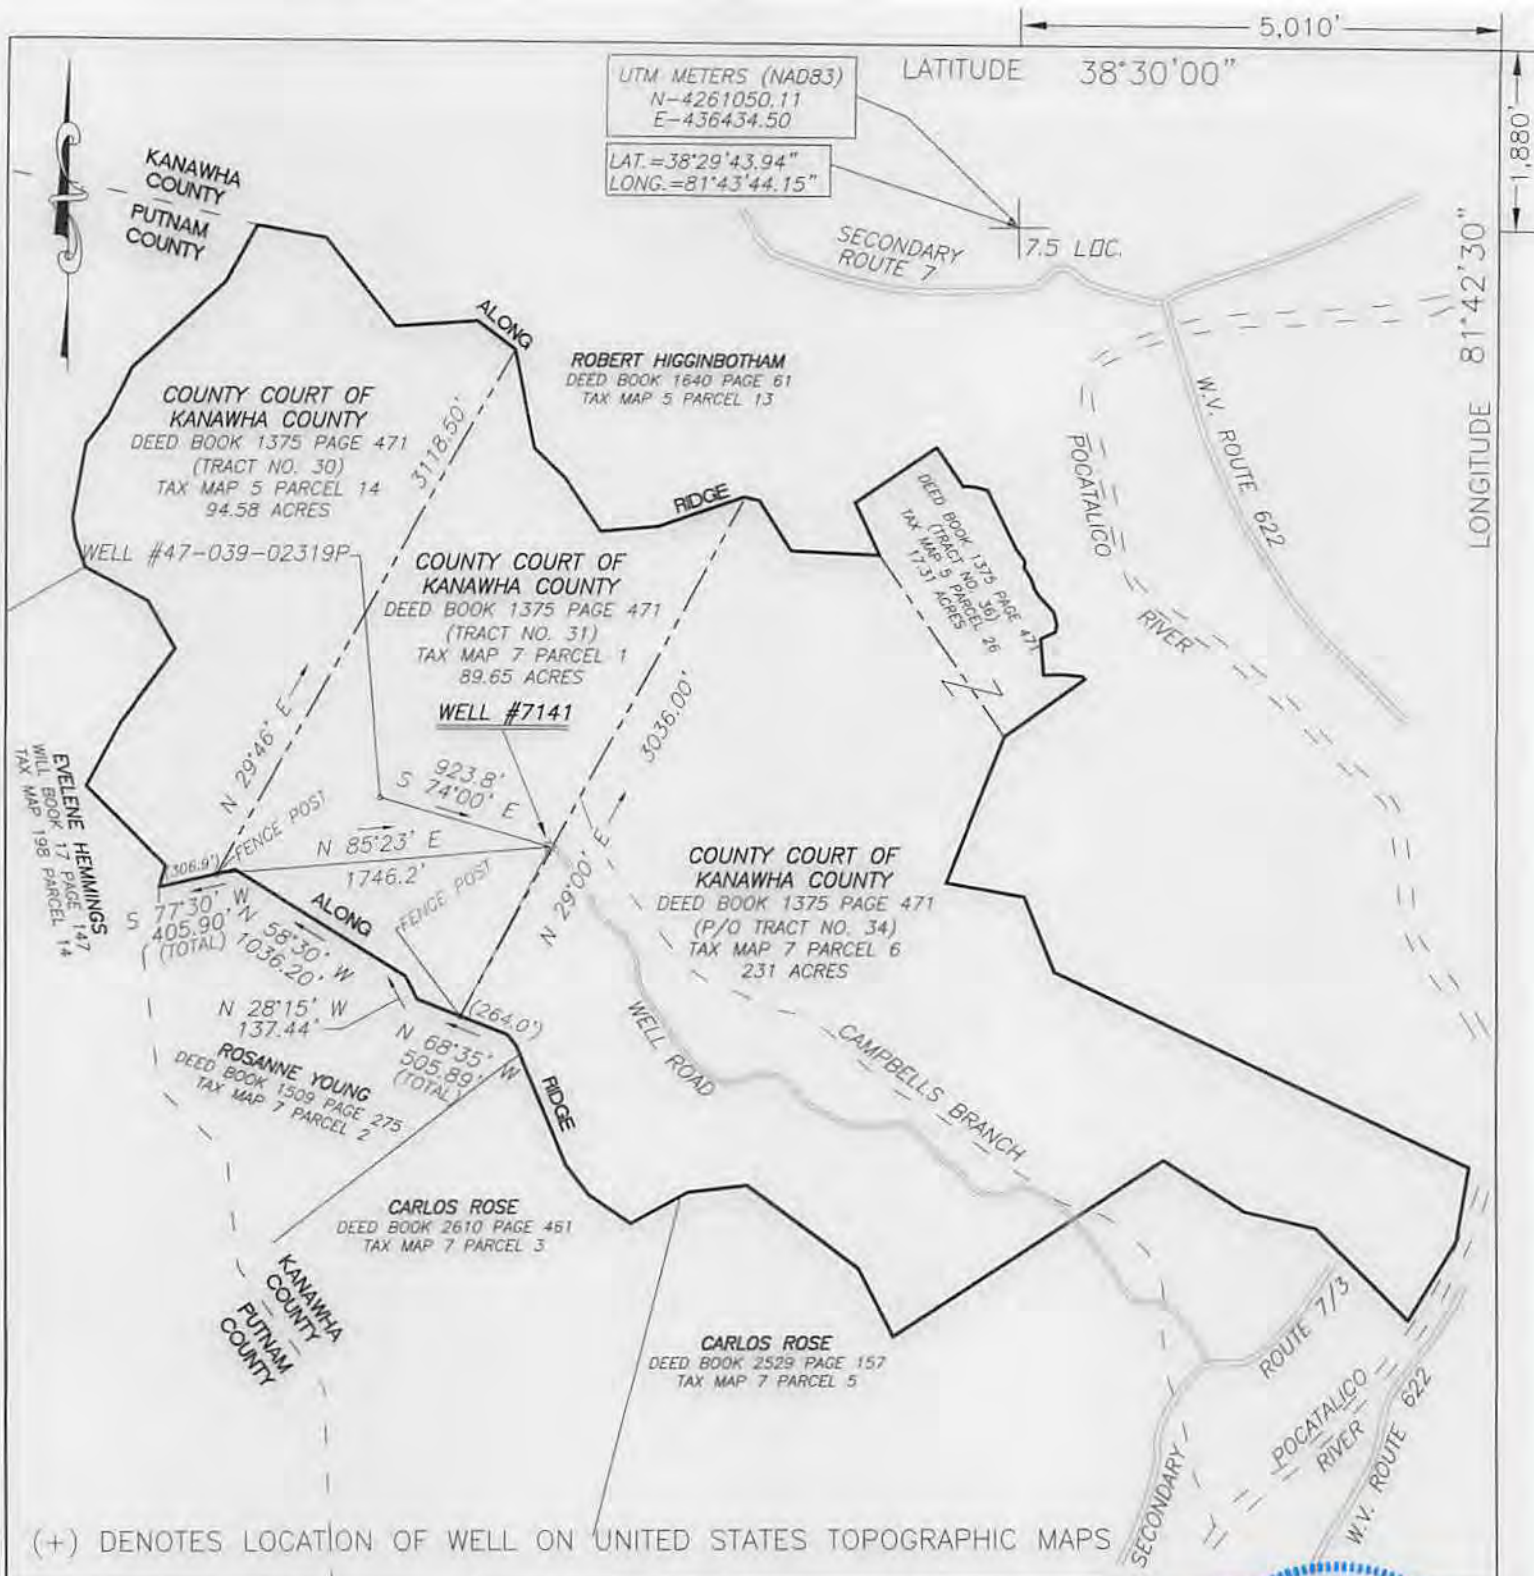 5,010'
LATITUDE 38°30'00"
1,880'
UTM METERS (NAD83)
N-4261050.11
E-436434.50
LAT.=38°29'43.94"
LONG.=81°43'44.15"
7.5 LOC.
SECONDARY
ROUTE 7
LONGITUDE 81°42'30"
KANAWHA
COUNTY
PUTNAM
COUNTY
ALONG
ROBERT HIGGINBOTHAM
DEED BOOK 1640 PAGE 61
TAX MAP 5 PARCEL 13
COUNTY COURT OF
KANAWHA COUNTY
DEED BOOK 1375 PAGE 471
(TRACT NO. 30)
TAX MAP 5 PARCEL 14
94.58 ACRES
3118.50'
W.V. ROUTE 622
POCATALICO
RIVER
RIDGE
DEED BOOK 1375 PAGE 471
(TRACT NO. 36)
TAX MAP 5 PARCEL 26
17.31 ACRES
WELL #47-039-02319P
COUNTY COURT OF
KANAWHA COUNTY
DEED BOOK 1375 PAGE 471
(TRACT NO. 31)
TAX MAP 7 PARCEL 1
89.65 ACRES
WELL #7141
3036.00'
N 29°46' E
923.8'
S 74°00' E
FENCE POST
N 85°23' E
1746.2'
(306.9')
N 29°00' E
FENCE POST
EVELENE HEMMINGS
WILL BOOK 17 PAGE 147
TAX MAP 198 PARCEL 14
S 77°30' W
405.90'
(TOTAL)
N 58°30' W
1036.20'
ALONG
COUNTY COURT OF
KANAWHA COUNTY
DEED BOOK 1375 PAGE 471
(P/O TRACT NO. 34)
TAX MAP 7 PARCEL 6
231 ACRES
N 28°15' W
137.44'
(264.0')
N 68°35' W
505.89'
(TOTAL)
WELL ROAD
CAMPBELLS BRANCH
ROSANNE YOUNG
DEED BOOK 1509 PAGE 275
TAX MAP 7 PARCEL 2
RIDGE
CARLOS ROSE
DEED BOOK 2610 PAGE 461
TAX MAP 7 PARCEL 3
KANAWHA
COUNTY
PUTNAM
COUNTY
CARLOS ROSE
DEED BOOK 2529 PAGE 157
TAX MAP 7 PARCEL 5
SECONDARY ROUTE 7/3
POCATALICO
RIVER
W.V. ROUTE 622
(+) DENOTES LOCATION OF WELL ON UNITED STATES TOPOGRAPHIC MAPS